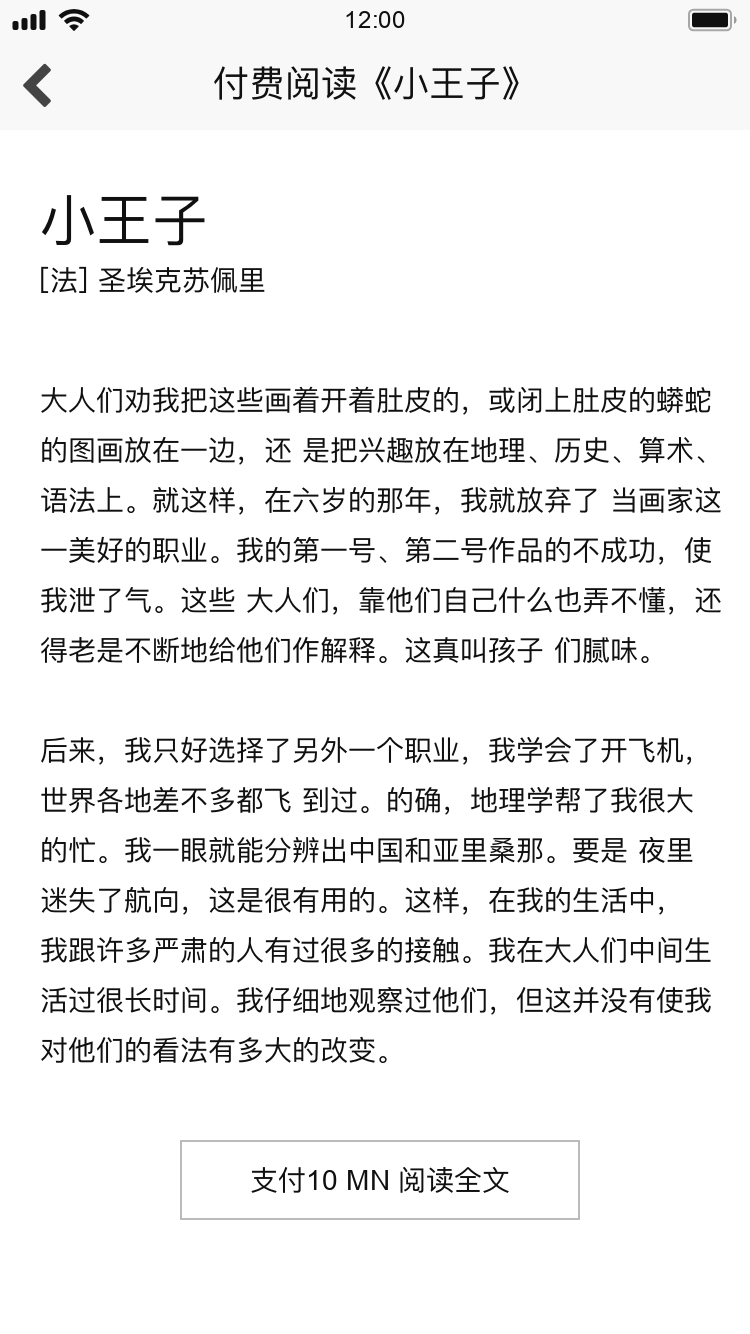 12:00
付费阅读《小王子》
小王子
[法] 圣埃克苏佩里
大人们劝我把这些画着开着肚皮的，或闭上肚皮的蟒蛇
的图画放在一边，还 是把兴趣放在地理、历史、算术、
语法上。就这样，在六岁的那年，我就放弃了 当画家这
一美好的职业。我的第一号、第二号作品的不成功，使
我泄了气。这些 大人们，靠他们自己什么也弄不懂，还
得老是不断地给他们作解释。这真叫孩子 们腻味。
后来，我只好选择了另外一个职业，我学会了开飞机，
世界各地差不多都飞 到过。的确，地理学帮了我很大
的忙。我一眼就能分辨出中国和亚里桑那。要是 夜里
迷失了航向，这是很有用的。这样，在我的生活中，
我跟许多严肃的人有过很多的接触。我在大人们中间生
活过很长时间。我仔细地观察过他们，但这并没有使我
对他们的看法有多大的改变。
支付10 MN 阅读全文